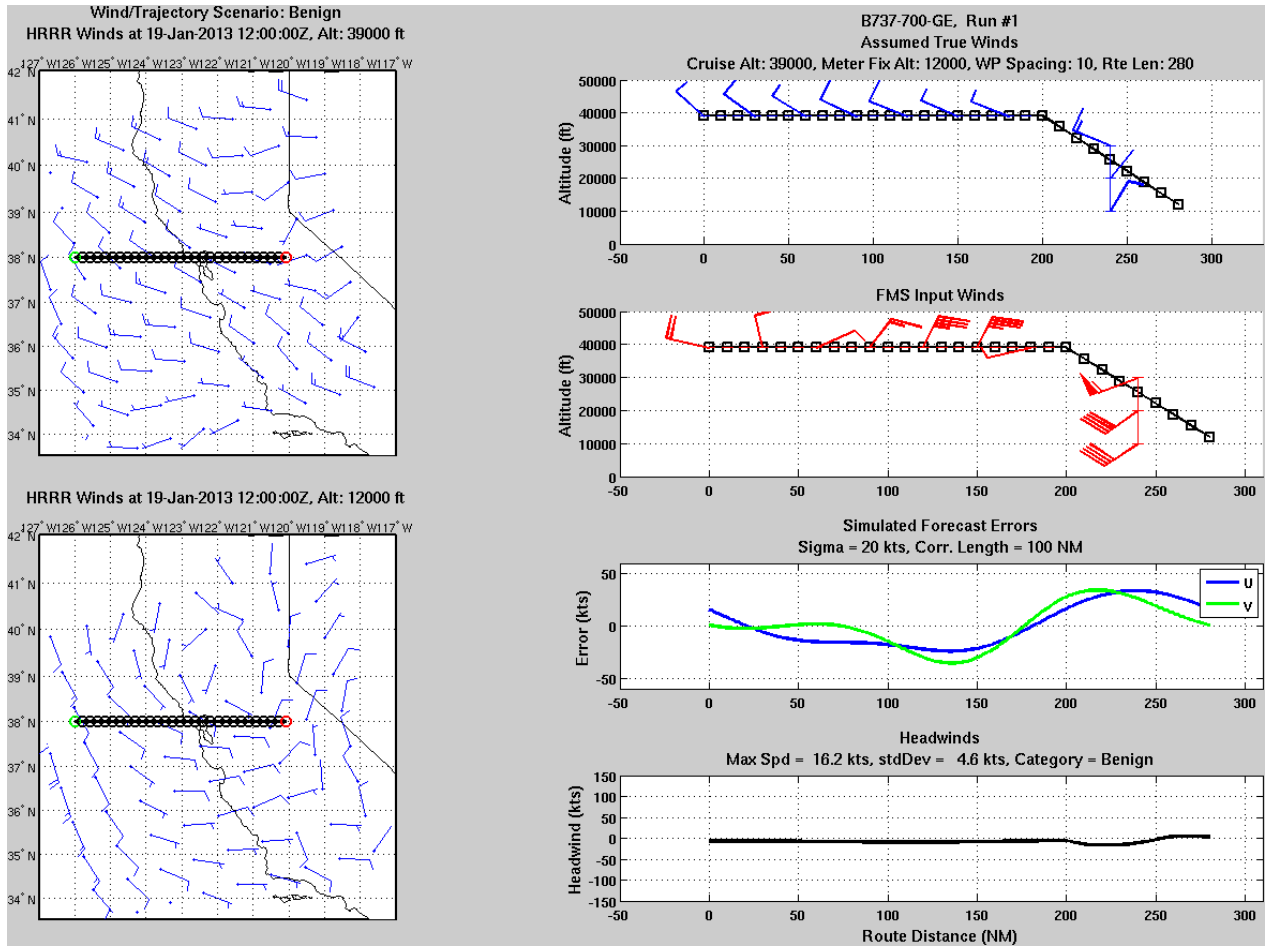 Wind/Trajectory Scenario: Benign
HRRR Winds at 19-Jan-2013 12:00:00Z, Alt: 39000 ft
127° W126° W125° W124° W123° W122° W121° W120° W119° W118° W117° W
42° N
41° N
40° N
39° N
38° N
37° N
36° N
35° N
34° N
HRRR Winds at 19-Jan-2013 12:00:00Z, Alt: 12000 ft
127° W126° W125° W124° W123° W122° W121° W120° W119° W118° W117° W
42° N
41° N
40° N
39° N
38° N
37° N
36° N
35° N
34° N
B737-700-GE, Run #1
Assumed True Winds
Cruise Alt: 39000, Meter Fix Alt: 12000, WP Spacing: 10, Rte Len: 280
Altitude (ft)
50000
40000
30000
20000
10000
0
-50 0 50 100 150 200 250 300
FMS Input Winds
Altitude (ft)
50000
40000
30000
20000
10000
0
-50 0 50 100 150 200 250 300
Simulated Forecast Errors
Sigma = 20 kts, Corr. Length = 100 NM
Error (kts)
50
0
-50
U
V
-50 0 50 100 150 200 250 300
Headwinds
Max Spd = 16.2 kts, stdDev = 4.6 kts, Category = Benign
Headwind (kts)
150
100
50
0
-50
-100
-150
-50 0 50 100 150 200 250 300
Route Distance (NM)